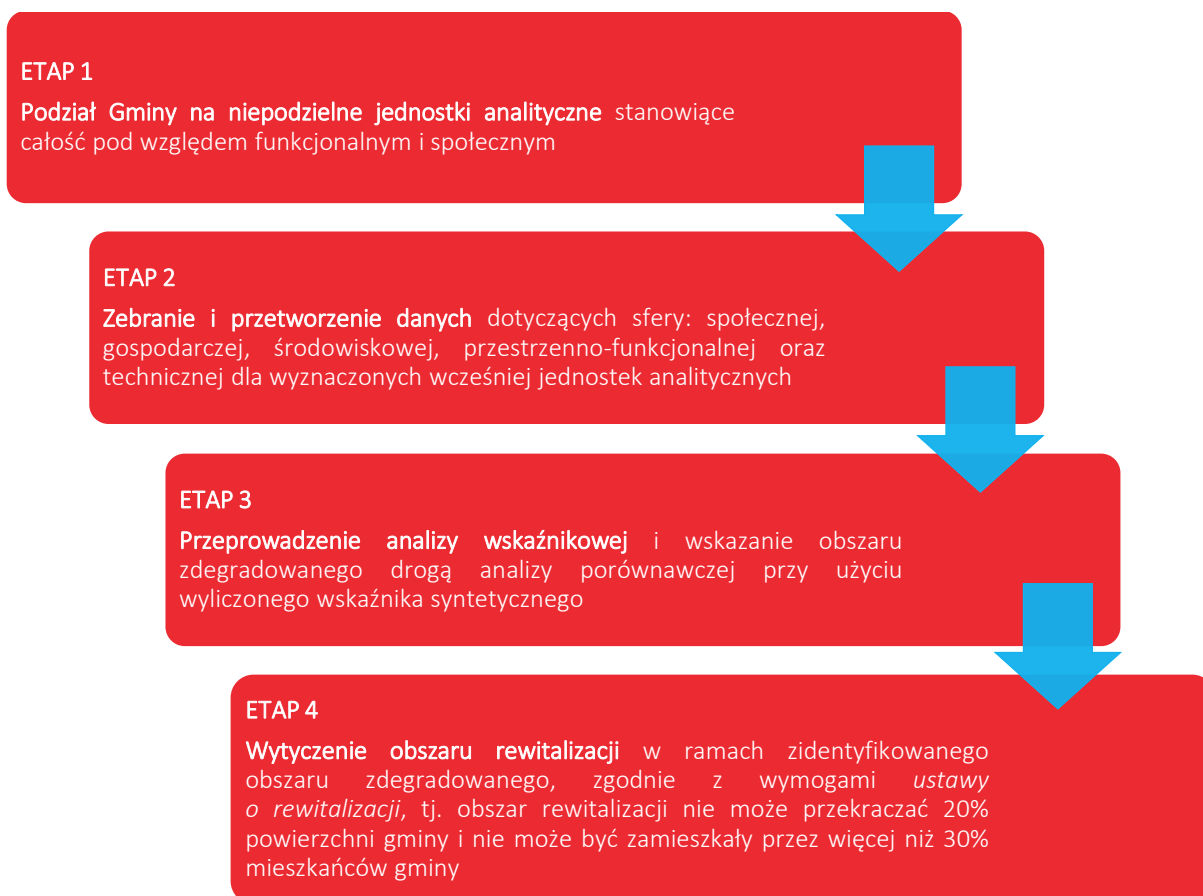 ETAP 1
Podział Gminy na niepodzielne jednostki analityczne stanowiące
całość pod względem funkcjonalnym i społecznym
ETAP 2
Zebranie i przetworzenie danych dotyczących sfery: społecznej,
gospodarczej, środowiskowej, przestrzenno-funkcjonalnej oraz
technicznej dla wyznaczonych wcześniej jednostek analitycznych
ETAP 3
Przeprowadzenie analizy wskaźnikowej i wskazanie obszaru
zdegradowanego drogą analizy porównawczej przy użyciu
wyliczonego wskaźnika syntetycznego
ETAP 4
Wytyczenie obszaru rewitalizacji w ramach zidentyfikowanego
obszaru zdegradowanego, zgodnie z wymogami ustawy
o rewitalizacji, tj. obszar rewitalizacji nie może przekraczać 20%
powierzchni gminy i nie może być zamieszkały przez więcej niż 30%
mieszkańców gminy